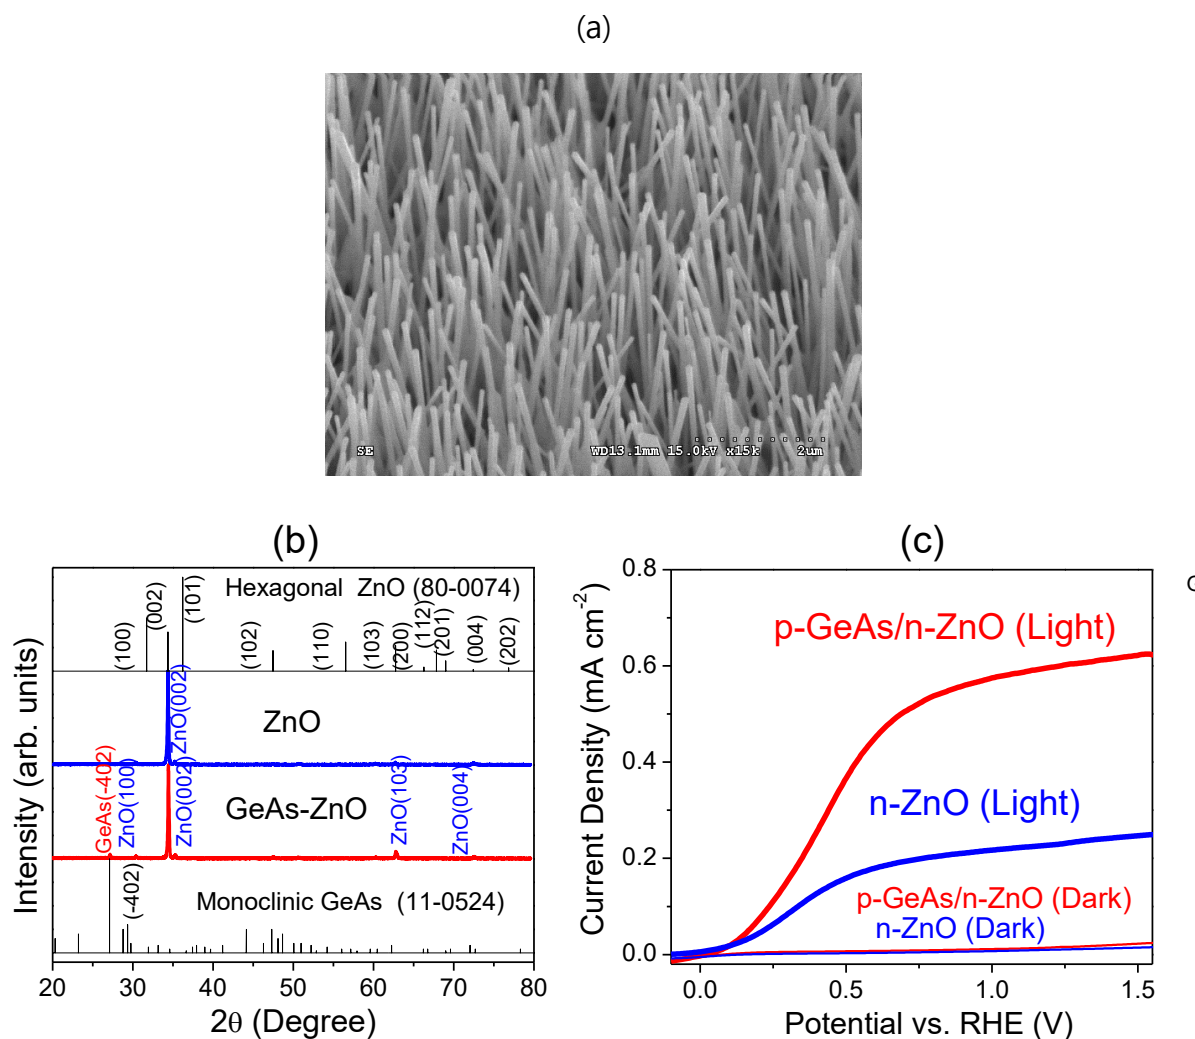 (a)
SE
WD13.1mm 15.0kV x15k 2um
(b)
Intensity (arb. units)
Hexagonal ZnO (80-0074)
(100)
(002)
(101)
(102)
(110)
(103)
(200)
(112)
(201)
(004)
(202)
ZnO(002)
ZnO
GeAs(-402)
ZnO(100)
ZnO(002)
GeAs-ZnO
ZnO(103)
ZnO(004)
(-402)
Monoclinic GeAs (11-0524)
20 30 40 50 60 70 80
2θ (Degree)
(c)
Current Density (mA cm-2)
0.8
0.6
0.4
0.2
0.0
p-GeAs/n-ZnO (Light)
n-ZnO (Light)
p-GeAs/n-ZnO (Dark)
n-ZnO (Dark)
0.0 0.5 1.0 1.5
Potential vs. RHE (V)